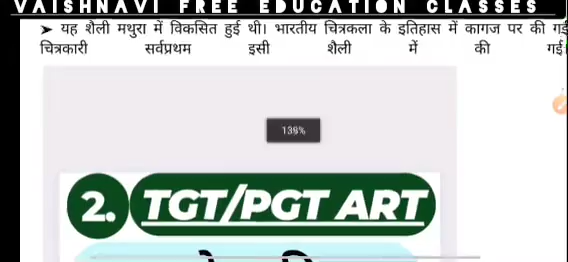 VAISHNAVI FREE EDUCATION CLASSES
➤ यह शैली मथुरा में विकसित हुई थी। भारतीय चित्रकला के इतिहास में कागज पर की गई
चित्रकारी सर्वप्रथम इसी शैली में की गई।
139%
2. TGT/PGT ART